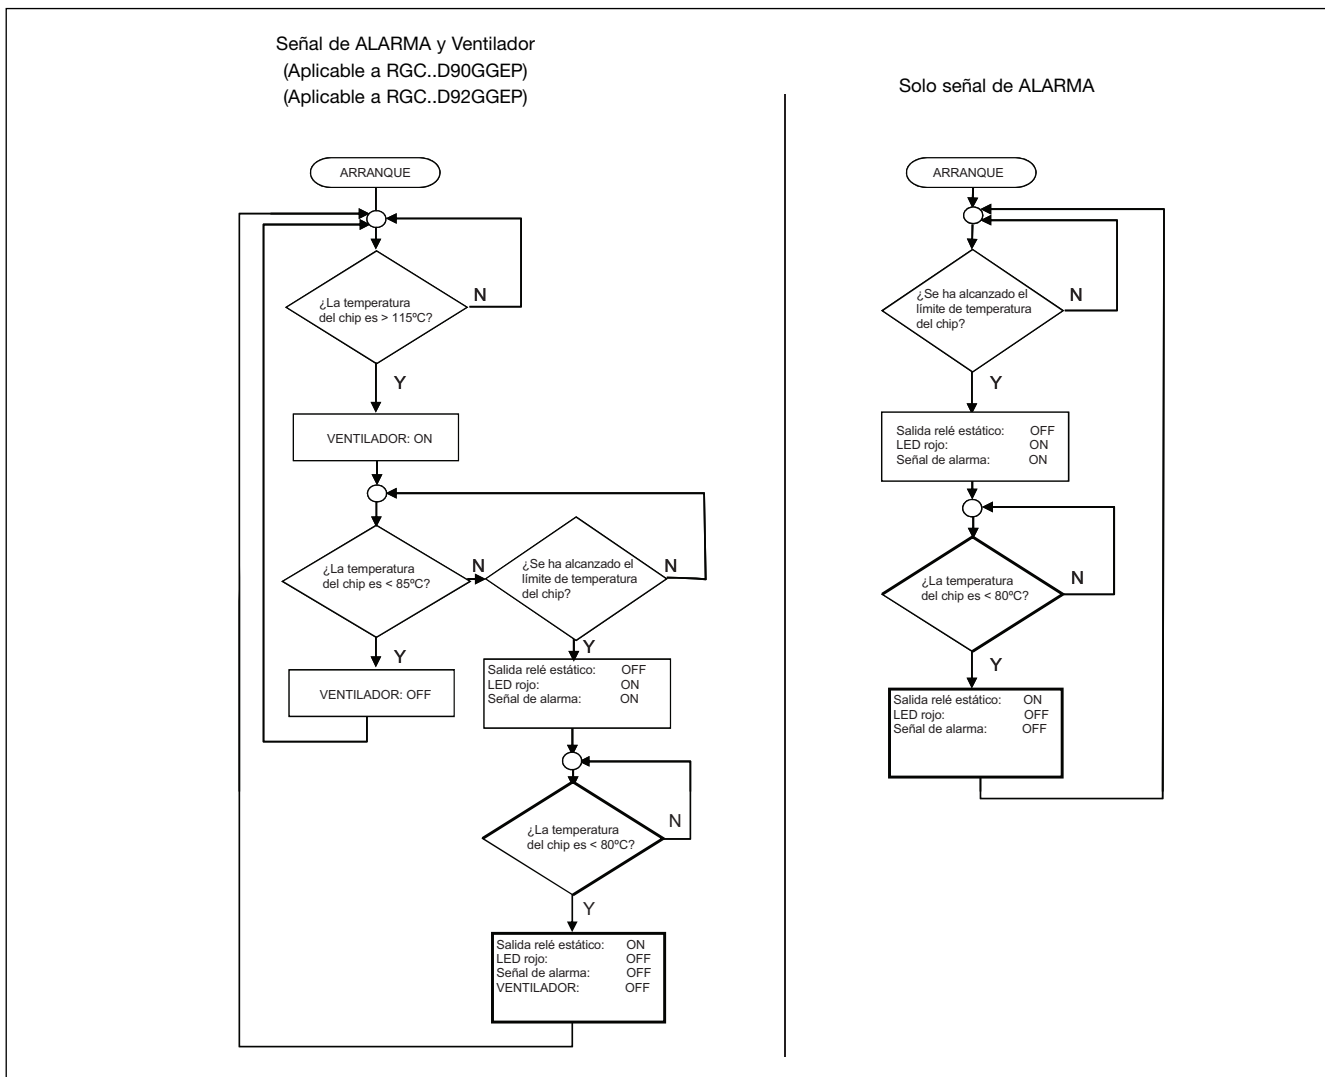 Señal de ALARMA y Ventilador
(Aplicable a RGC..D90GGEP)
(Aplicable a RGC..D92GGEP)
ARRANQUE
¿La temperatura
del chip es > 115ºC?
N
Y
VENTILADOR: ON
¿La temperatura
del chip es < 85ºC?
N
¿Se ha alcanzado el
límite de temperatura
del chip?
N
Y
VENTILADOR: OFF
Y
Salida relé estático: OFF
LED rojo: ON
Señal de alarma: ON
¿La temperatura
del chip es < 80ºC?
N
Y
Salida relé estático: ON
LED rojo: OFF
Señal de alarma: OFF
VENTILADOR: OFF
Solo señal de ALARMA
ARRANQUE
¿Se ha alcanzado el
límite de temperatura
del chip?
N
Y
Salida relé estático: OFF
LED rojo: ON
Señal de alarma: ON
¿La temperatura
del chip es < 80ºC?
N
Y
Salida relé estático: ON
LED rojo: OFF
Señal de alarma: OFF